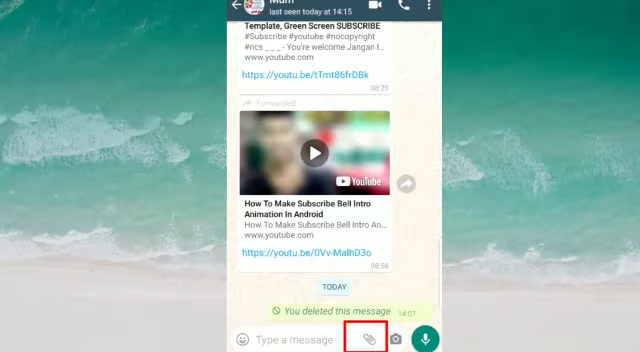 Mum
last seen today at 14:15
Template, Green Screen SUBSCRIBE
#Subscribe #youtube #nocopyright
#ncs _ _ _ - You're welcome Jangan l...
www.youtube.com
https://youtu.be/tTmt86frDBk
08:25
Forwarded
YouTube
How To Make Subscribe Bell Intro
Animation In Android
How To Make Subscribe Bell Intro An...
www.youtube.com
https://youtu.be/0Vv-MalhD3o
08:56
TODAY
You deleted this message
14:07
Type a message